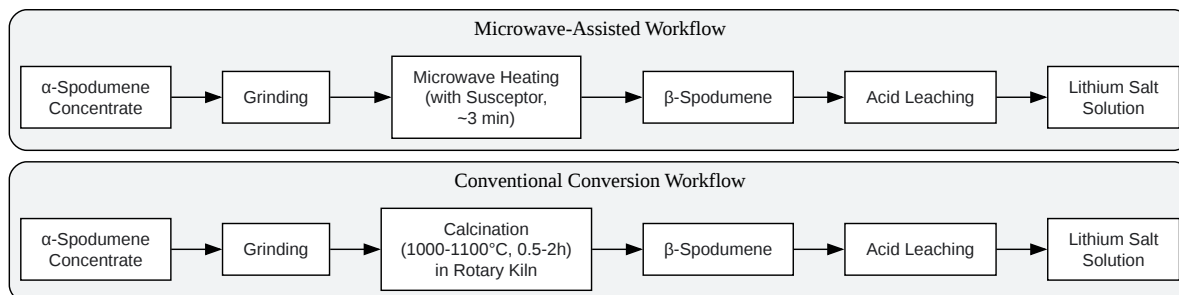 Microwave-Assisted Workflow
α-Spodumene
Concentrate
Grinding
Microwave Heating
(with Susceptor,
~3 min)
β-Spodumene
Acid Leaching
Lithium Salt
Solution
Conventional Conversion Workflow
α-Spodumene
Concentrate
Grinding
Calcination
(1000-1100°C, 0.5-2h)
in Rotary Kiln
β-Spodumene
Acid Leaching
Lithium Salt
Solution